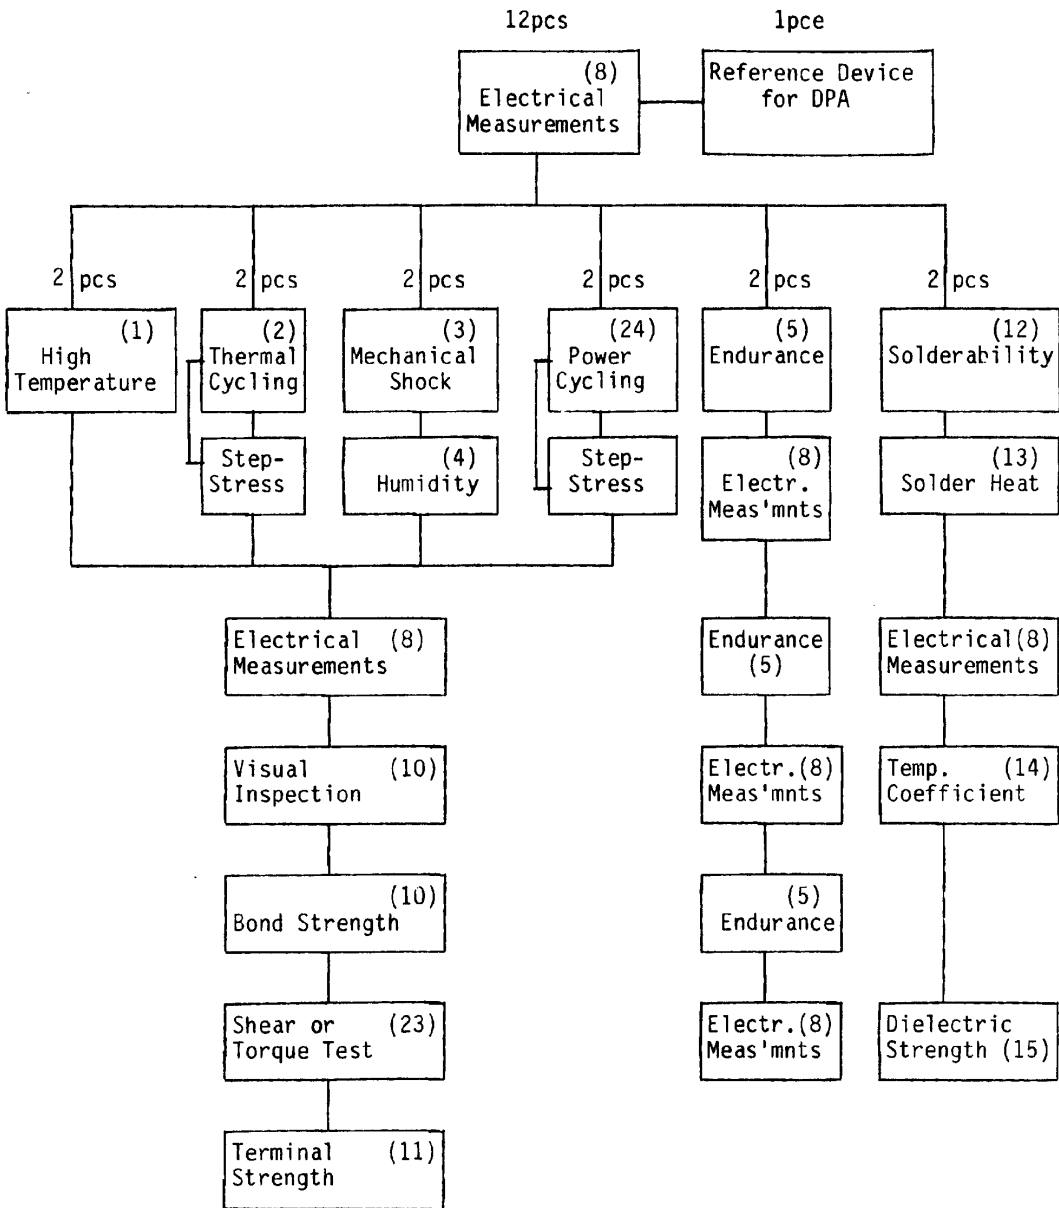 12pcs
1pce
(8)
Electrical
Measurements
Reference Device
for DPA
2 pcs
2 pcs
2 pcs
2 pcs
2 pcs
2 pcs
(1)
High
Temperature
(2)
Thermal
Cycling
(3)
Mechanical
Shock
(24)
Power
Cycling
(5)
Endurance
(12)
Solderability
Step-
Stress
(4)
Humidity
Step-
Stress
(8)
Electr.
Meas'mnts
(13)
Solder Heat
Electrical (8)
Measurements
Endurance
(5)
Electrical(8)
Measurements
Visual (10)
Inspection
Electr.(8)
Meas'mnts
Temp. (14)
Coefficient
(10)
Bond Strength
(5)
Endurance
Shear or (23)
Torque Test
Electr.(8)
Meas'mnts
Dielectric
Strength (15)
Terminal (11)
Strength